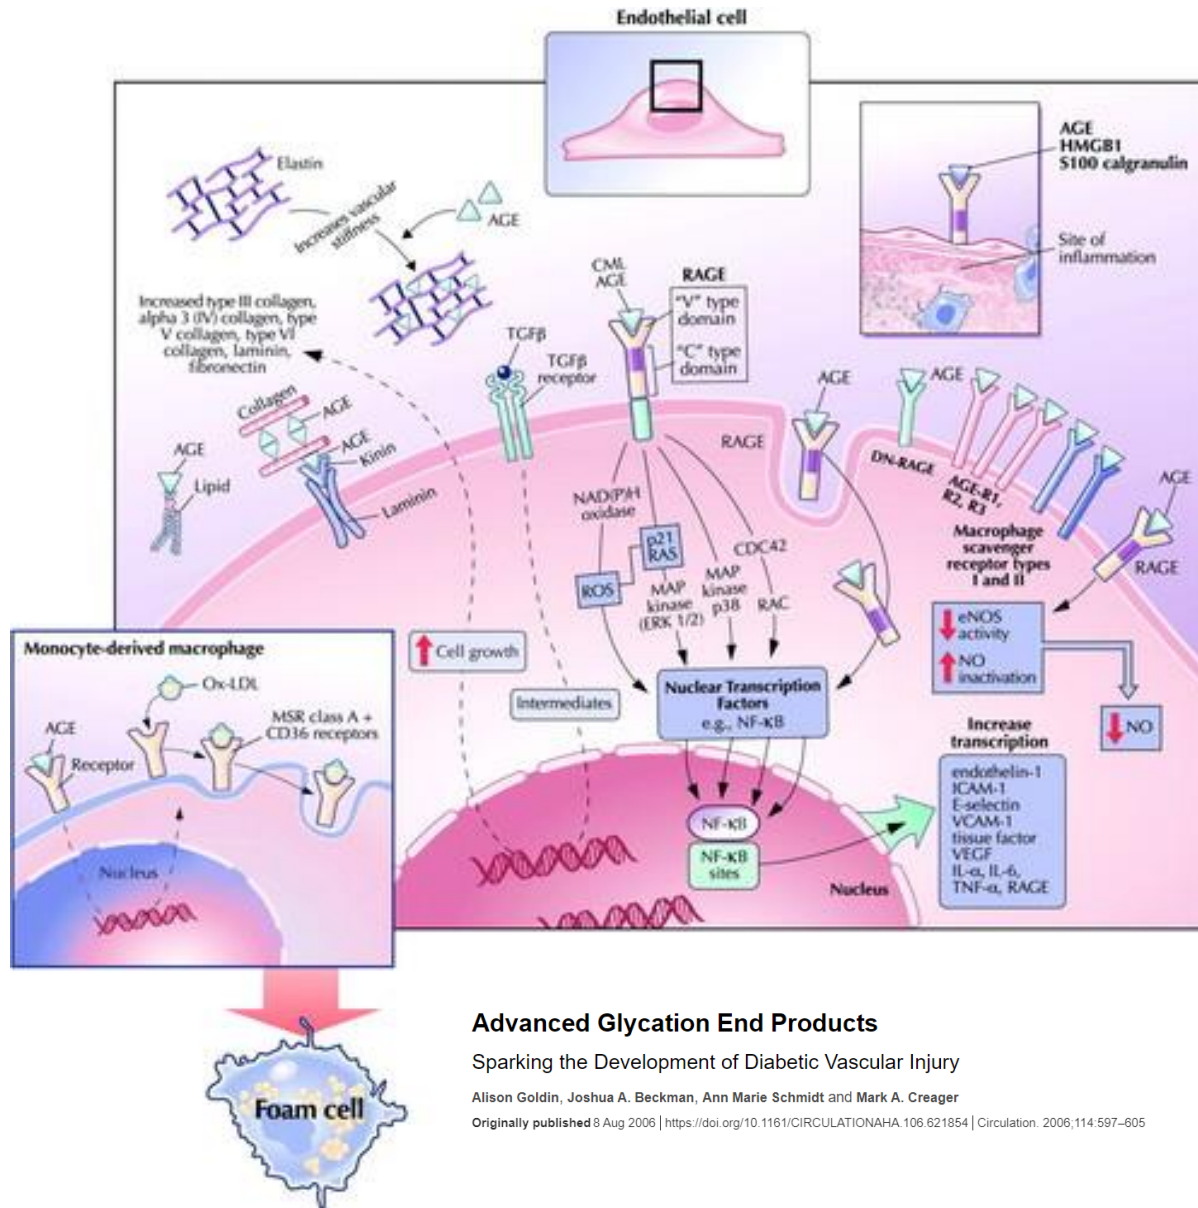 Endothelial cell
Elastin
Increases vascular
stiffness
AGE
Increased type III collagen,
alpha 3 (IV) collagen, type
V collagen, type VI
collagen, laminin,
fibronectin
CML
AGE
RAGE
"V" type
domain
"C" type
domain
TGFβ
TGFβ
receptor
AGE
HMGB1
S100 calgranulin
Site of
inflammation
Collagen
AGE
AGE
Kinin
Laminin
AGE
Lipid
AGE
RAGE
AGE
DN-RAGE
AGE-R1,
R2, R3
Macrophage
scavenger
receptor types
I and II
AGE
RAGE
NAD(P)H
oxidase
p21
RAS
ROS
MAP
kinase
(ERK 1/2)
MAP
kinase
p38
CDC42
RAC
eNOS
activity
NO
inactivation
NO
Cell growth
Intermediates
Nuclear Transcription
Factors
e.g., NF-κB
NF-κB
NF-κB
sites
Nucleus
Increase
transcription
endothelin-1
ICAM-1
E-selectin
VCAM-1
tissue factor
VEGF
IL-α, IL-6,
TNF-α, RAGE
Monocyte-derived macrophage
Ox-LDL
AGE
Receptor
MSR class A +
CD36 receptors
Nucleus
Foam cell
Advanced Glycation End Products
Sparking the Development of Diabetic Vascular Injury
Alison Goldin, Joshua A. Beckman, Ann Marie Schmidt and Mark A. Creager
Originally published 8 Aug 2006 | https://doi.org/10.1161/CIRCULATIONAHA.106.621854 | Circulation. 2006;114:597–605